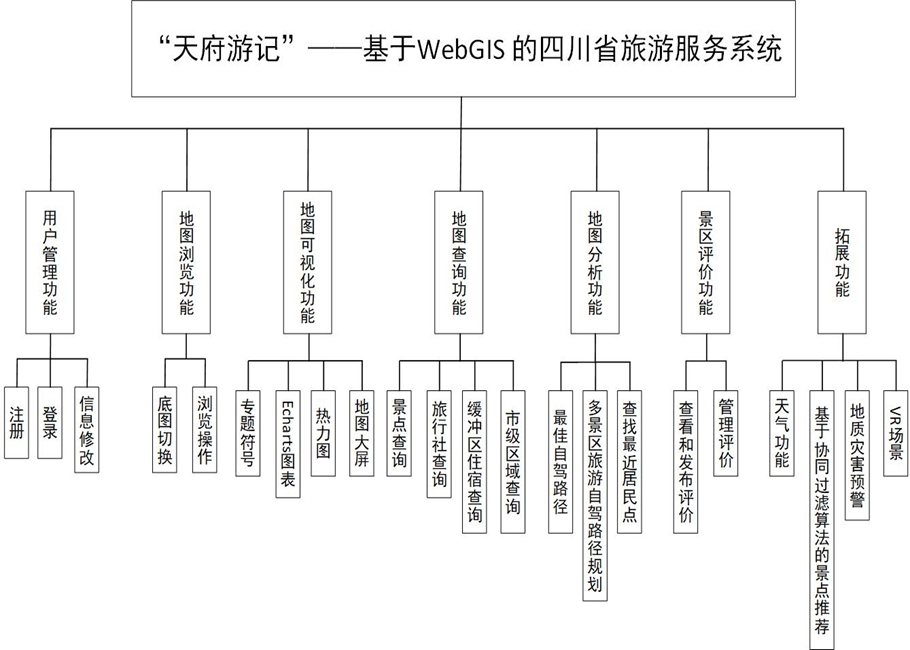 “天府游记”——基于WebGIS 的四川省旅游服务系统
用户管理功能
地图浏览功能
地图可视化功能
地图查询功能
地图分析功能
景区评价功能
拓展功能
注册
登录
信息修改
底图切换
浏览操作
专题符号
Echarts图表
热力图
地图大屏
景点查询
旅行社查询
缓冲区住宿查询
市级区域查询
最佳自驾路径
多景区旅游自驾路径规划
查找最近居民点
查看和发布评价
管理评价
天气功能
基于协同过滤算法的景点推荐
地质灾害预警
VR场景